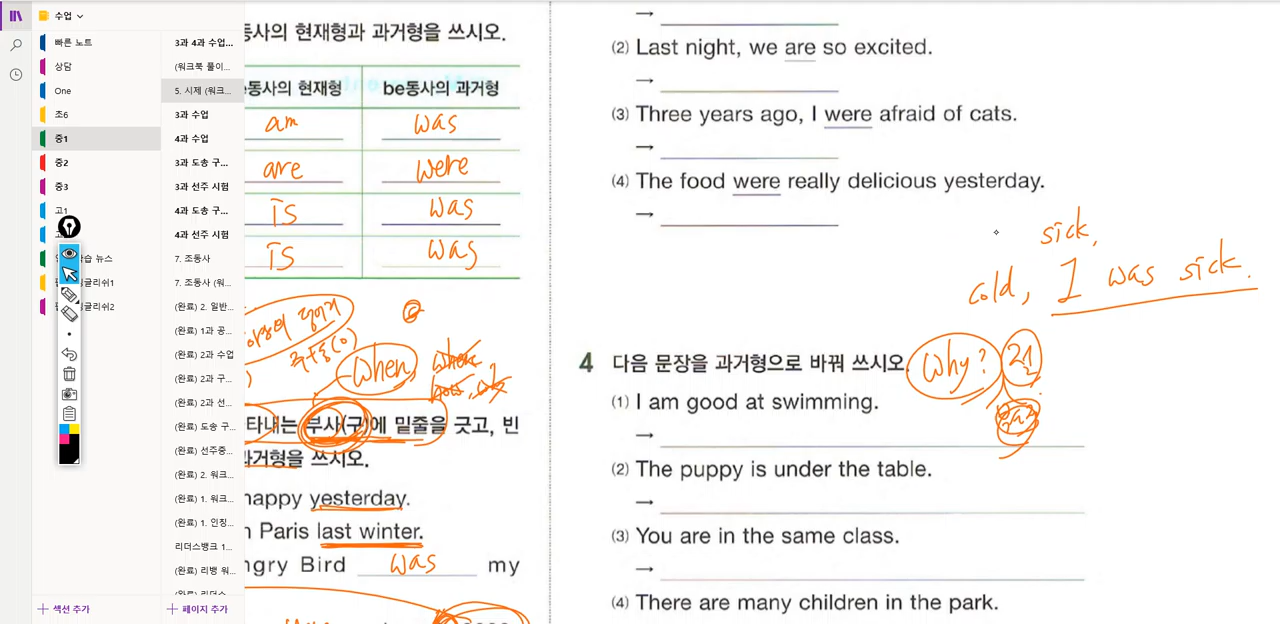 수업
빠른 노트
상담
One
초6
중1
중2
중3
고1
습 뉴스
글리쉬1
글리쉬2
섹션 추가
3과 4과 수업...
(워크북 풀이...
5. 시제 (워크...
3과 수업
4과 수업
3과 도송 구...
3과 선주 시험
4과 도송 구...
4과 선주 시험
7. 조동사
7. 조동사 (워...
(완료) 2. 일반...
(완료) 1과 공...
(완료) 2과 수업
(완료) 2과 구...
(완료) 2과 선...
(완료) 도송 구...
(완료) 선주중...
(완료) 2. 워크...
(완료) 1. 워크...
(완료) 1. 인칭...
리더스뱅크 1...
(완료) 리뱅 워...
페이지 추가
동사의 현재형과 과거형을 쓰시오.
be동사의 현재형 be동사의 과거형
am was
are were
is was
is was
When
타내는 부사(구)에 밑줄을 긋고, 빈
과거형을 쓰시오.
happy yesterday.
n Paris last winter.
ngry Bird was my
→
(2) Last night, we are so excited.
→
(3) Three years ago, I were afraid of cats.
→
(4) The food were really delicious yesterday.
→
sick,
cold, I was sick.
4 다음 문장을 과거형으로 바꿔 쓰시오. Why?
(1) I am good at swimming.
→
(2) The puppy is under the table.
→
(3) You are in the same class.
→
(4) There are many children in the park.